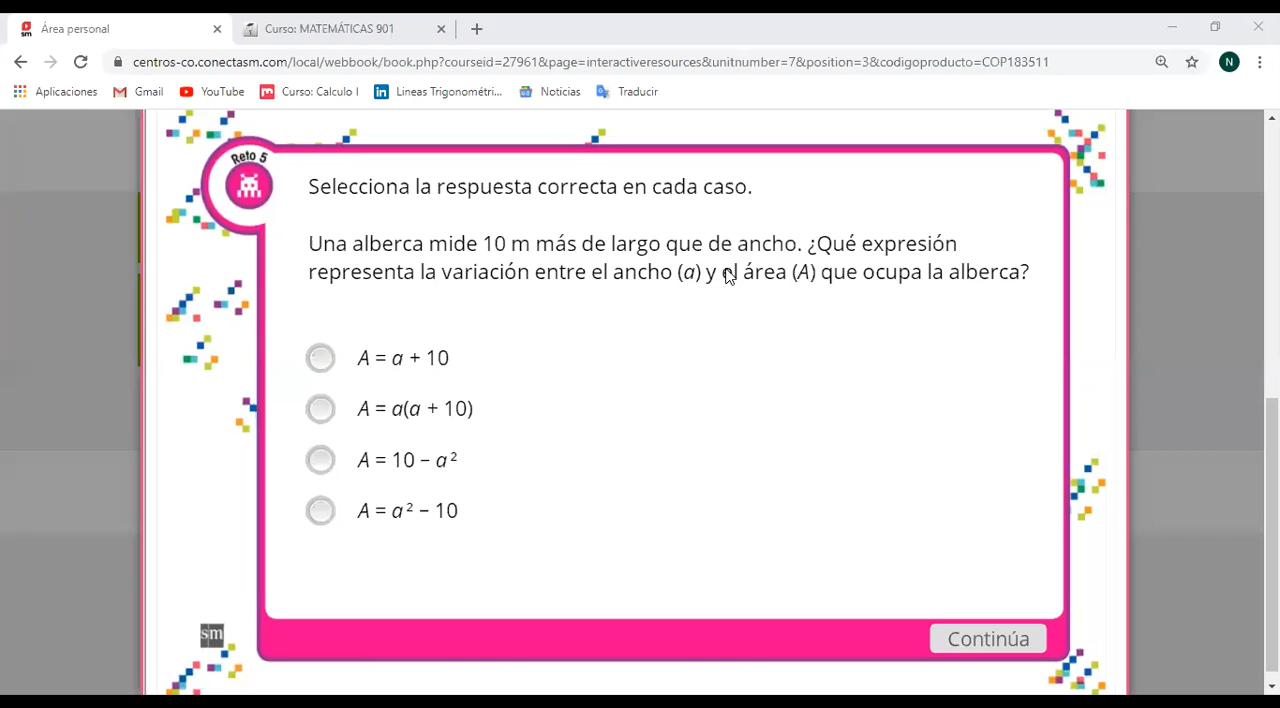 Área personal
Curso: MATEMÁTICAS 901
centros-co.conectasm.com/local/webbook/book.php?courseid=27961&page=interactiveresources&unitnumber=7&position=3&codigoproducto=COP183511
N
Aplicaciones
Gmail
YouTube
Curso: Calculo I
Lineas Trigonométri...
Noticias
Traducir
Reto 5
Selecciona la respuesta correcta en cada caso.
Una alberca mide 10 m más de largo que de ancho. ¿Qué expresión
representa la variación entre el ancho (a) y el área (A) que ocupa la alberca?
A = a + 10
A = a(a + 10)
A = 10 − a²
A = a² − 10
sm
Continúa